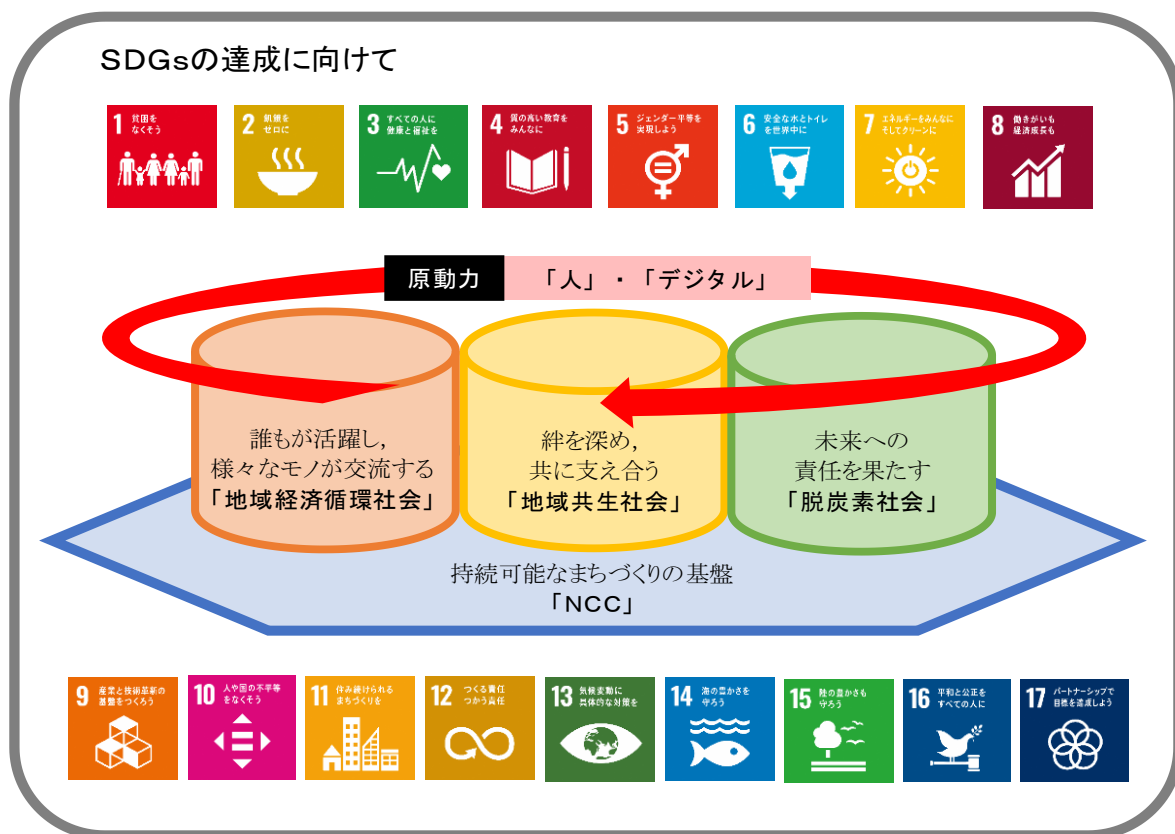 SDGsの達成に向けて
1 貧困を
なくそう
2 飢餓を
ゼロに
3 すべての人に
健康と福祉を
4 質の高い教育を
みんなに
5 ジェンダー平等を
実現しよう
6 安全な水とトイレ
を世界中に
7 エネルギーをみんなに
そしてクリーンに
8 働きがいも
経済成長も
原動力 「人」・「デジタル」
誰もが活躍し,
様々なモノが交流する
「地域経済循環社会」
絆を深め,
共に支え合う
「地域共生社会」
未来への
責任を果たす
「脱炭素社会」
持続可能なまちづくりの基盤
「NCC」
9 産業と技術革新の
基盤をつくろう
10 人や国の不平等
をなくそう
11 住み続けられる
まちづくりを
12 つくる責任
つかう責任
13 気候変動に
具体的な対策を
14 海の豊かさを
守ろう
15 陸の豊かさも
守ろう
16 平和と公正を
すべての人に
17 パートナーシップで
目標を達成しよう